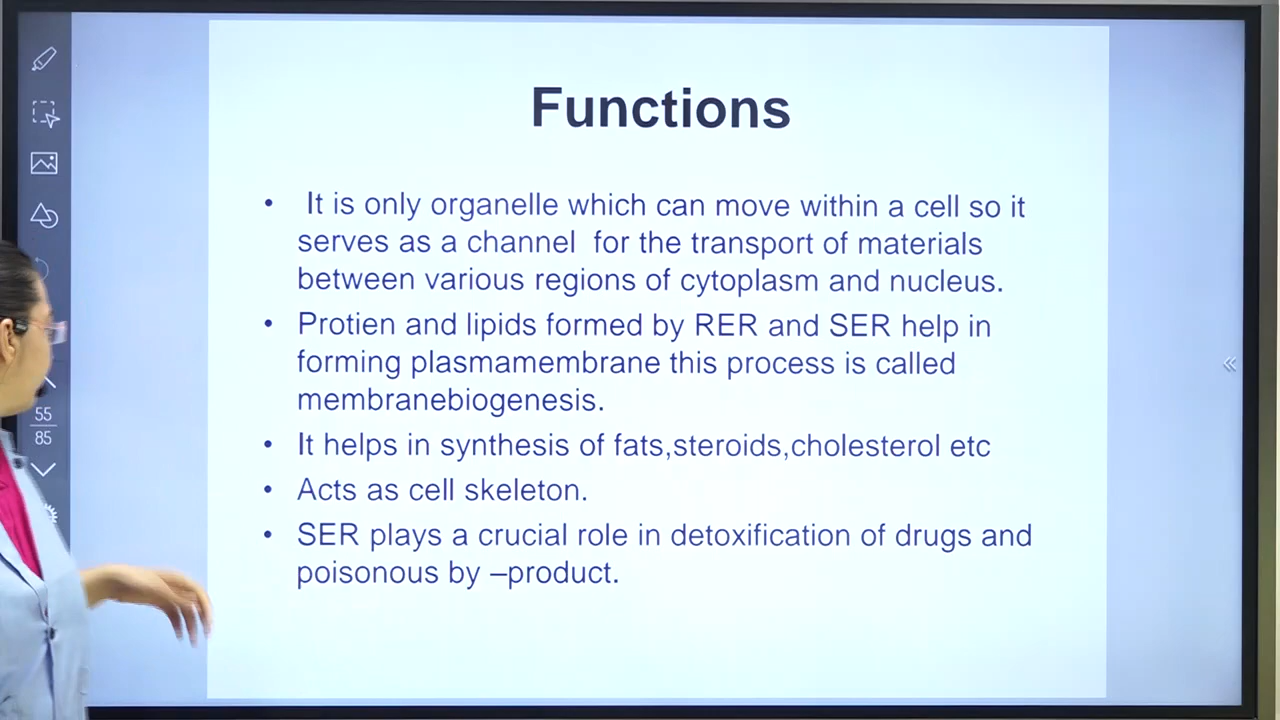 Functions
• It is only organelle which can move within a cell so it
serves as a channel for the transport of materials
between various regions of cytoplasm and nucleus.
• Protien and lipids formed by RER and SER help in
forming plasmamembrane this process is called
membranebiogenesis.
• It helps in synthesis of fats,steroids,cholesterol etc
• Acts as cell skeleton.
• SER plays a crucial role in detoxification of drugs and
poisonous by –product.
55
85